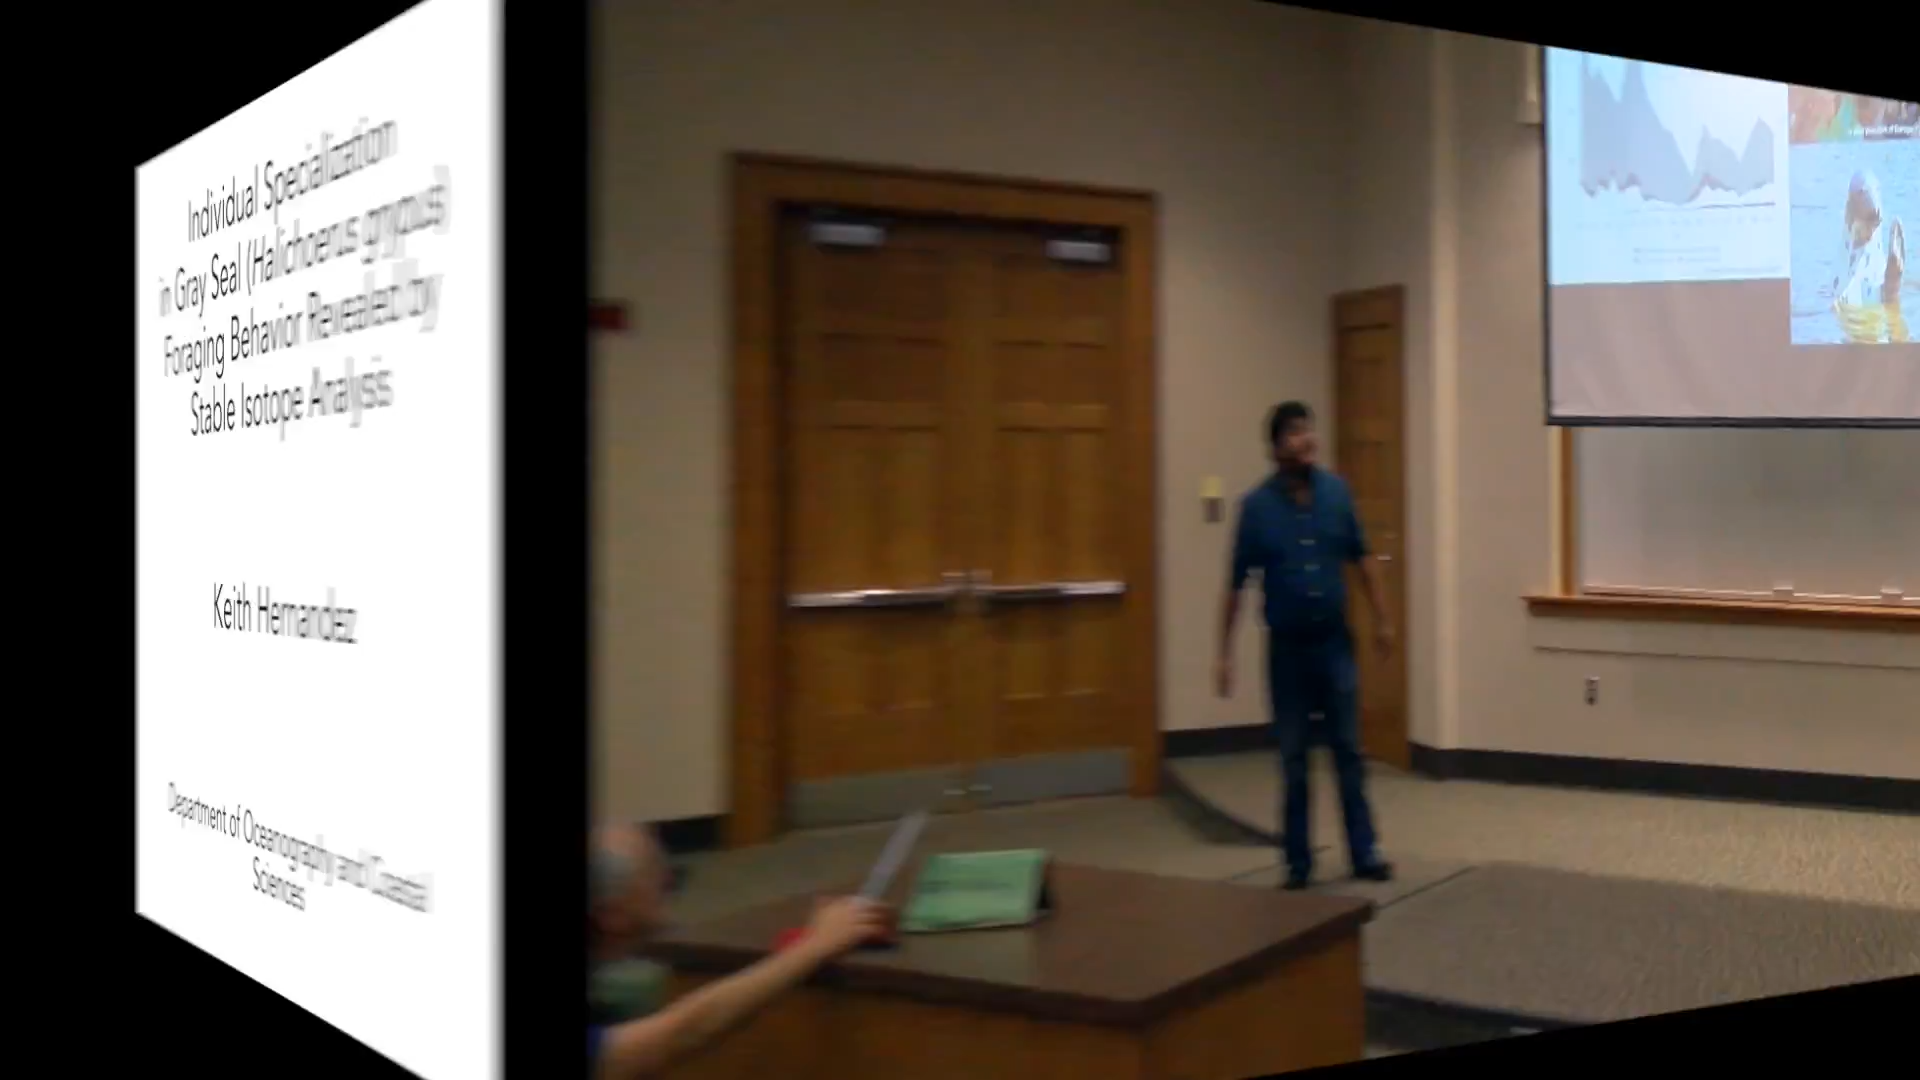 Individual Specialization
in Gray Seal (Halichoerus grypus)
Foraging Behavior Revealed by
Stable Isotope Analysis
Keith Hernandez
Department of Oceanography and Coastal
Sciences